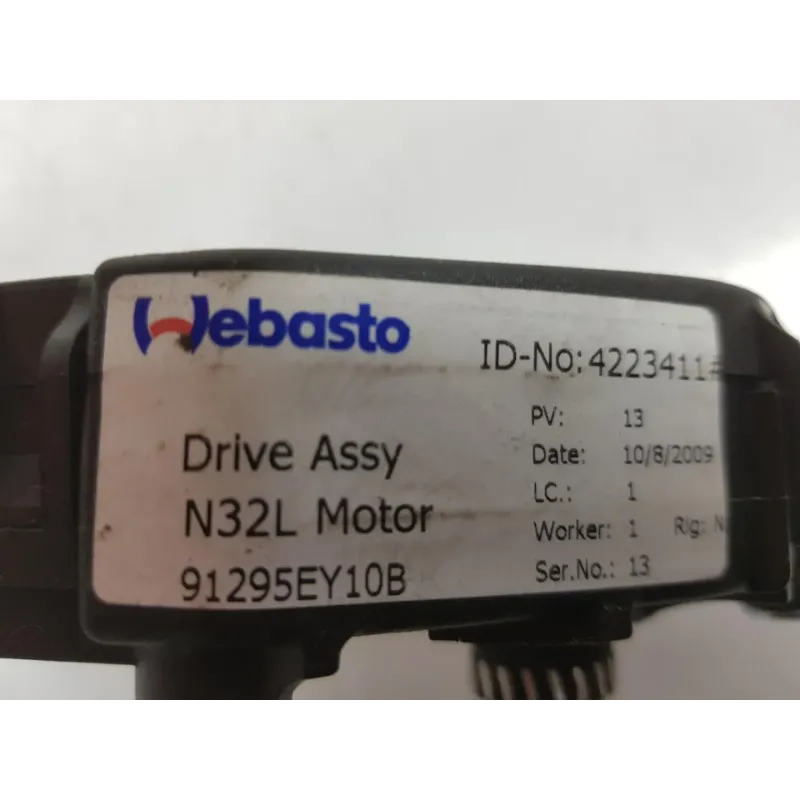 Webasto
ID-No: 4223411
Drive Assy
N32L Motor
91295EY10B
PV: 13
Date: 10/8/2009
LC.: 1
Worker: 1 Rig:
Ser.No.: 13